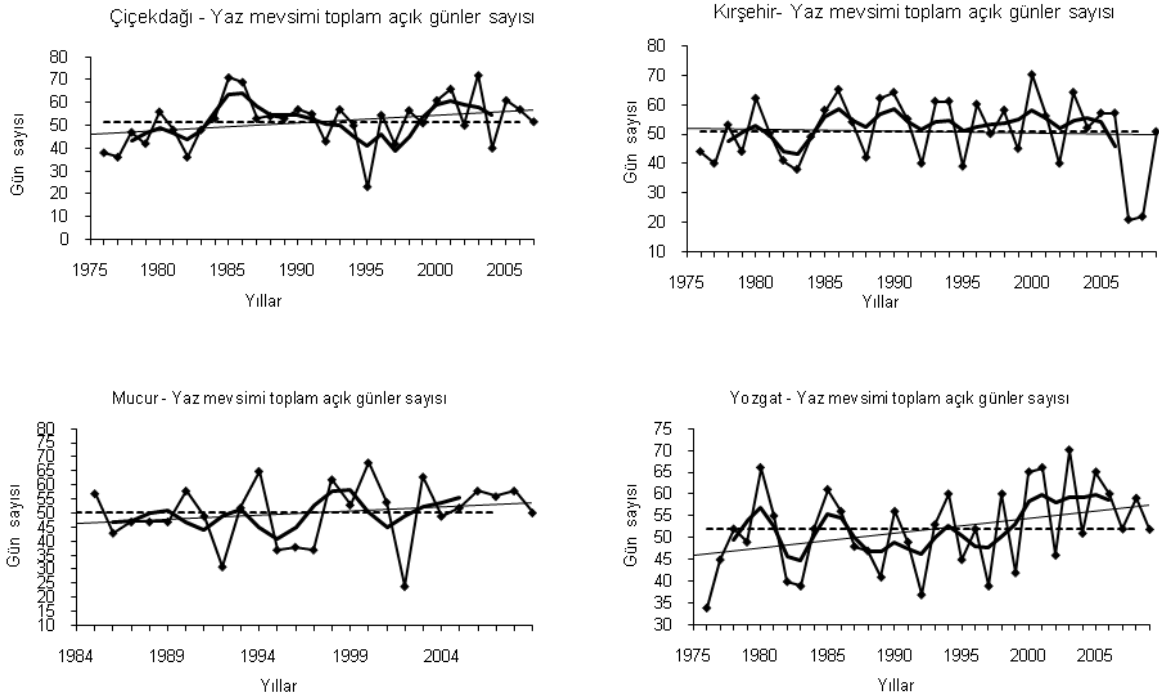 Çiçekdağı - Yaz mevsimi toplam açık günler sayısı
Gün sayısı
80
70
60
50
40
30
20
10
0
1975 1980 1985 1990 1995 2000 2005
Yıllar
Kırşehir- Yaz mevsimi toplam açık günler sayısı
Gün sayısı
80
70
60
50
40
30
20
10
1975 1980 1985 1990 1995 2000 2005
Yıllar
Mucur - Yaz mevsimi toplam açık günler sayısı
Gün sayısı
80
75
70
65
60
55
50
45
40
35
30
25
20
15
10
1984 1989 1994 1999 2004
Yıllar
Yozgat - Yaz mevsimi toplam açık günler sayısı
Gün sayısı
75
70
65
60
55
50
45
40
35
30
1975 1980 1985 1990 1995 2000 2005
Yıllar